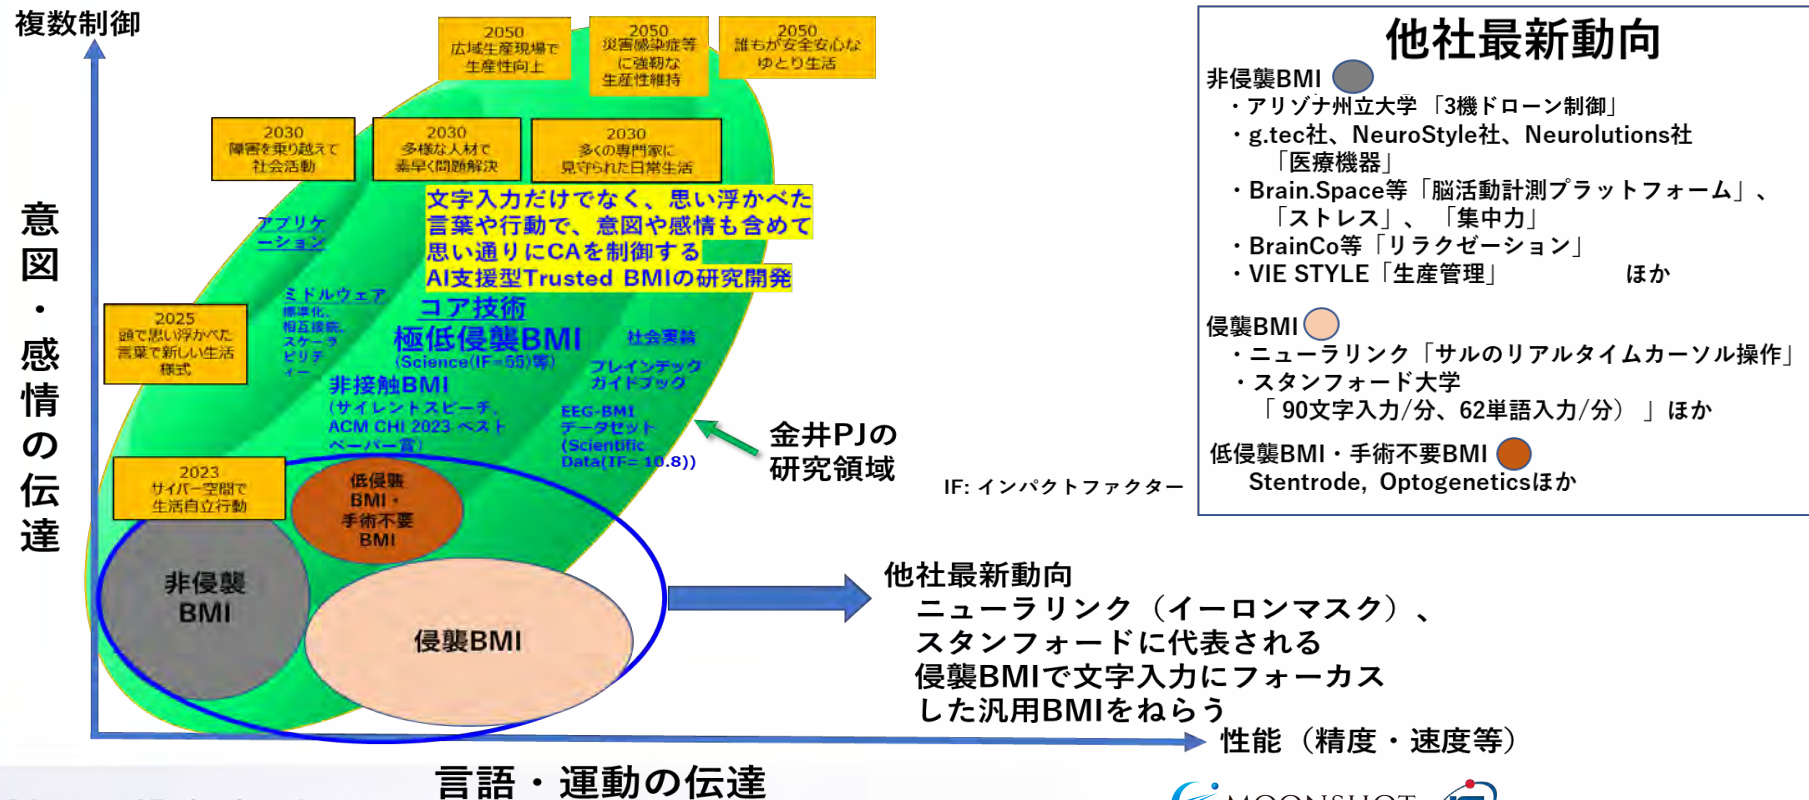 複数制御
意図・感情の伝達
2050
広域生産現場で
生産性向上
2050
災害感染症等
に強靭な
生産性維持
2050
誰もが安全安心な
ゆとり生活
2030
障害を乗り越えて
社会活動
2030
多様な人材で
素早く問題解決
2030
多くの専門家に
見守られた日常生活
文字入力だけでなく、思い浮かべた
言葉や行動で、意図や感情も含めて
思い通りにCAを制御する
AI支援型Trusted BMIの研究開発
アプリケ
ーション
ミドルウェア
標準化、
相互接続、
スケーラ
ビリテ
ィー
コア技術
極低侵襲BMI
(Science(IF=55)等)
非接触BMI
(サイレントスピーチ、
ACM CHI 2023 ベスト
ペーパー賞)
社会実装
ブレインテック
ガイドブック
EEG-BMI
データセット
(Scientific
Data(IF= 10.8))
2025
頭で思い浮かべた
言葉で新しい生活
様式
2023
サイバー空間で
生活自立行動
低侵襲
BMI・
手術不要
BMI
非侵襲
BMI
侵襲BMI
金井PJの
研究領域
IF: インパクトファクター
他社最新動向
ニューラリンク（イーロンマスク）、
スタンフォードに代表される
侵襲BMIで文字入力にフォーカス
した汎用BMIをねらう
性能（精度・速度等）
言語・運動の伝達
他社最新動向
非侵襲BMI
・アリゾナ州立大学 「3機ドローン制御」
・g.tec社、NeuroStyle社、Neurolutions社
「医療機器」
・Brain.Space等「脳活動計測プラットフォーム」、
「ストレス」、 「集中力」
・BrainCo等「リラクゼーション」
・VIE STYLE「生産管理」 ほか
侵襲BMI
・ニューラリンク「サルのリアルタイムカーソル操作」
・スタンフォード大学
「 90文字入力/分、62単語入力/分） 」ほか
低侵襲BMI・手術不要BMI
Stentrode, Optogeneticsほか
MOONSHOT